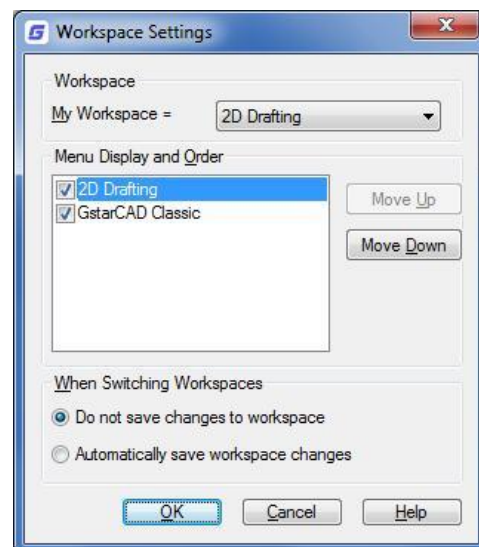 Workspace Settings
Workspace
My Workspace = 2D Drafting
Menu Display and Order
2D Drafting
GstarCAD Classic
Move Up
Move Down
When Switching Workspaces
Do not save changes to workspace
Automatically save workspace changes
OK Cancel Help